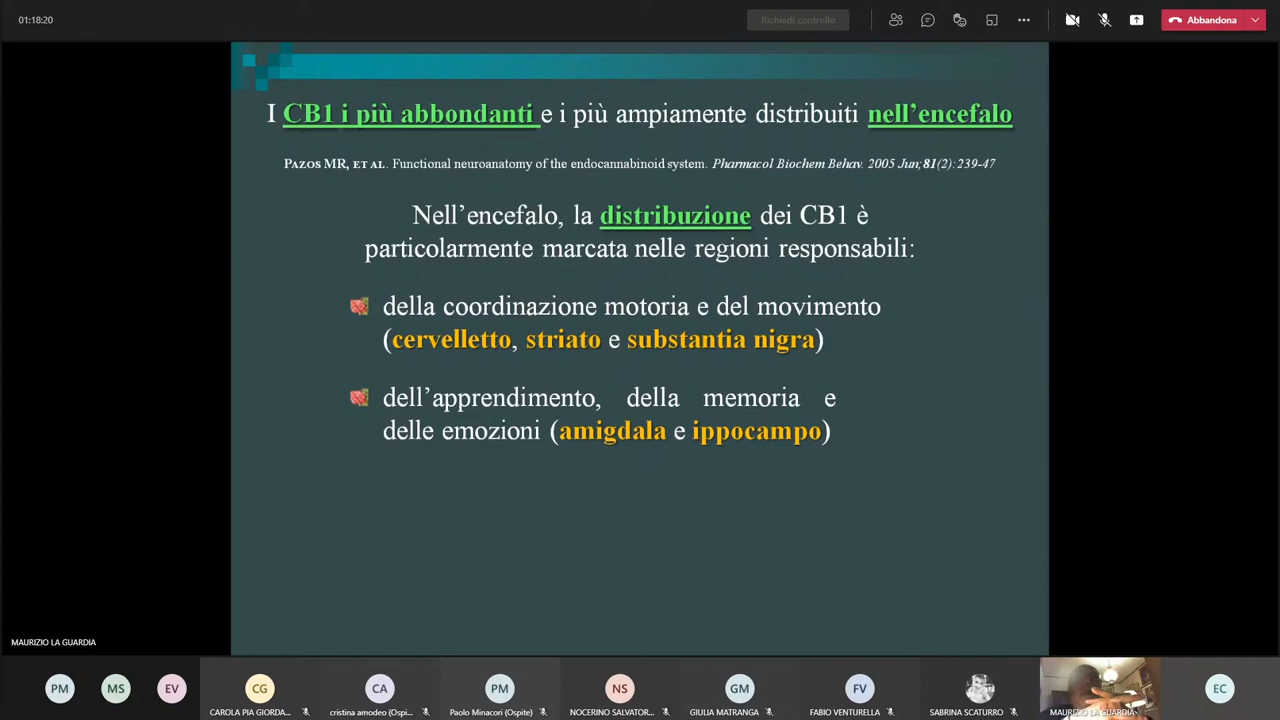 01:18:20
Richiedi controllo
Abbandona
I CB1 i più abbondanti e i più ampiamente distribuiti nell’encefalo
PAZOS MR, ET AL. Functional neuroanatomy of the endocannabinoid system. Pharmacol Biochem Behav. 2005 Jun;81(2):239-47
Nell’encefalo, la distribuzione dei CB1 è
particolarmente marcata nelle regioni responsabili:
della coordinazione motoria e del movimento
(cervelletto, striato e substantia nigra)
dell’apprendimento, della memoria e
delle emozioni (amigdala e ippocampo)
MAURIZIO LA GUARDIA
PM
MS
EV
CG
CA
PM
NS
GM
FV
EC
CAROLA PIA GIORDA...
cristina amodeo (Ospi...
Paolo Minacori (Ospite)
NOCERINO SALVATOR...
GIULIA MATRANGA
FABIO VENTURELLA
SABRINA SCATURRO
MAURIZIO LA GUARDIA